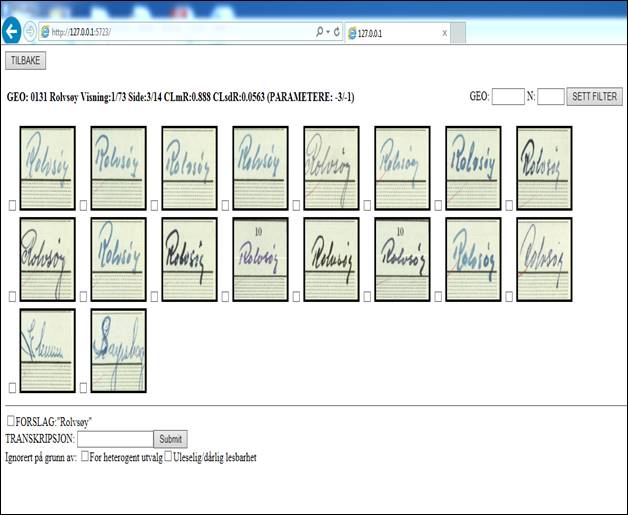 http://127.0.0.1:5723/
127.0.0.1
TILBAKE
GEO: 0131 Rolvsøy Visning:1/73 Side:3/14 CLmR:0.888 CLsdR:0.0563 (PARAMETERE: -3/-1)
GEO: N: SETT FILTER
Rolvsøy Rolvsøy Rolvsøy Rolvsøy Rolvsøy Rolvsøy Rolvsøy Rolvsøy
10 10
Rolvsøy Rolvsøy Rolvsøy Rolvsøy Rolvsøy Rolvsøy Rolvsøy Rolvsøy
FORSLAG:"Rolvsøy"
TRANSKRIPSJON: Submit
Ignorert på grunn av: For heterogent utvalg Uleselig/dårlig lesbarhet